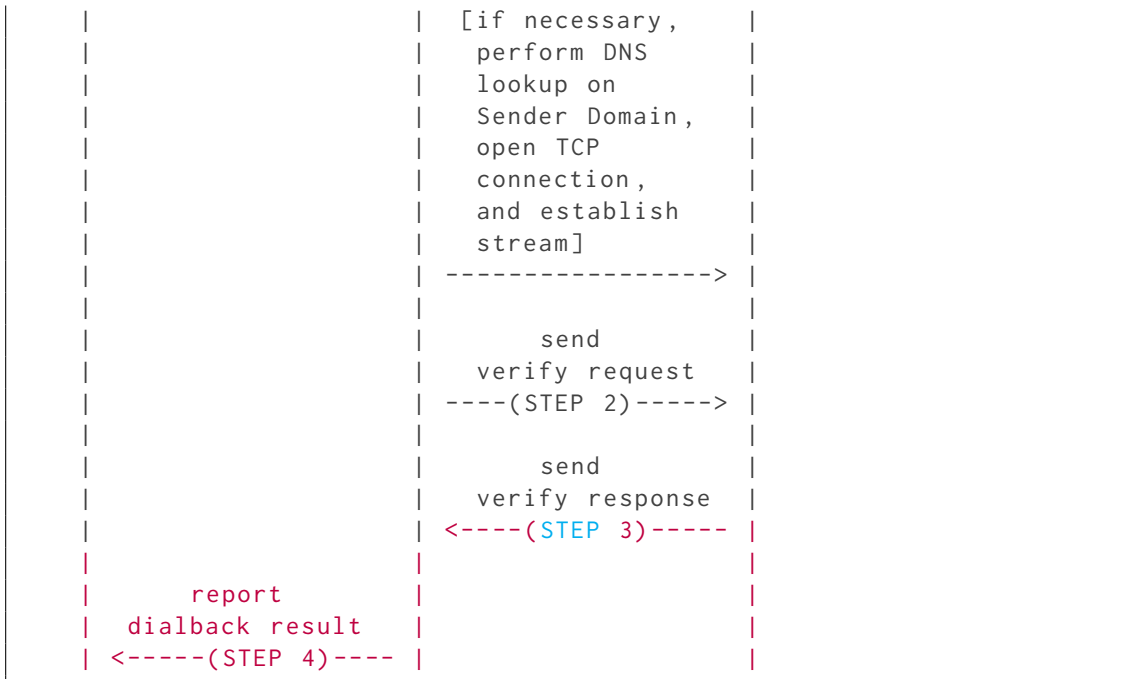 |                    | [if necessary,     |
|                    |  perform DNS       |
|                    |  lookup on         |
|                    |  Sender Domain,    |
|                    |  open TCP          |
|                    |  connection,       |
|                    |  and establish     |
|                    |  stream]           |
|                    | -----------------> |
|                    |                    |
|                    |      send          |
|                    |  verify request    |
|                    | ----(STEP 2)-----> |
|                    |                    |
|                    |      send          |
|                    |  verify response   |
|                    | <----(STEP 3)----- |
|                    |                    |
|      report        |                    |
|  dialback result   |                    |
| <-----(STEP 4)---- |                    |